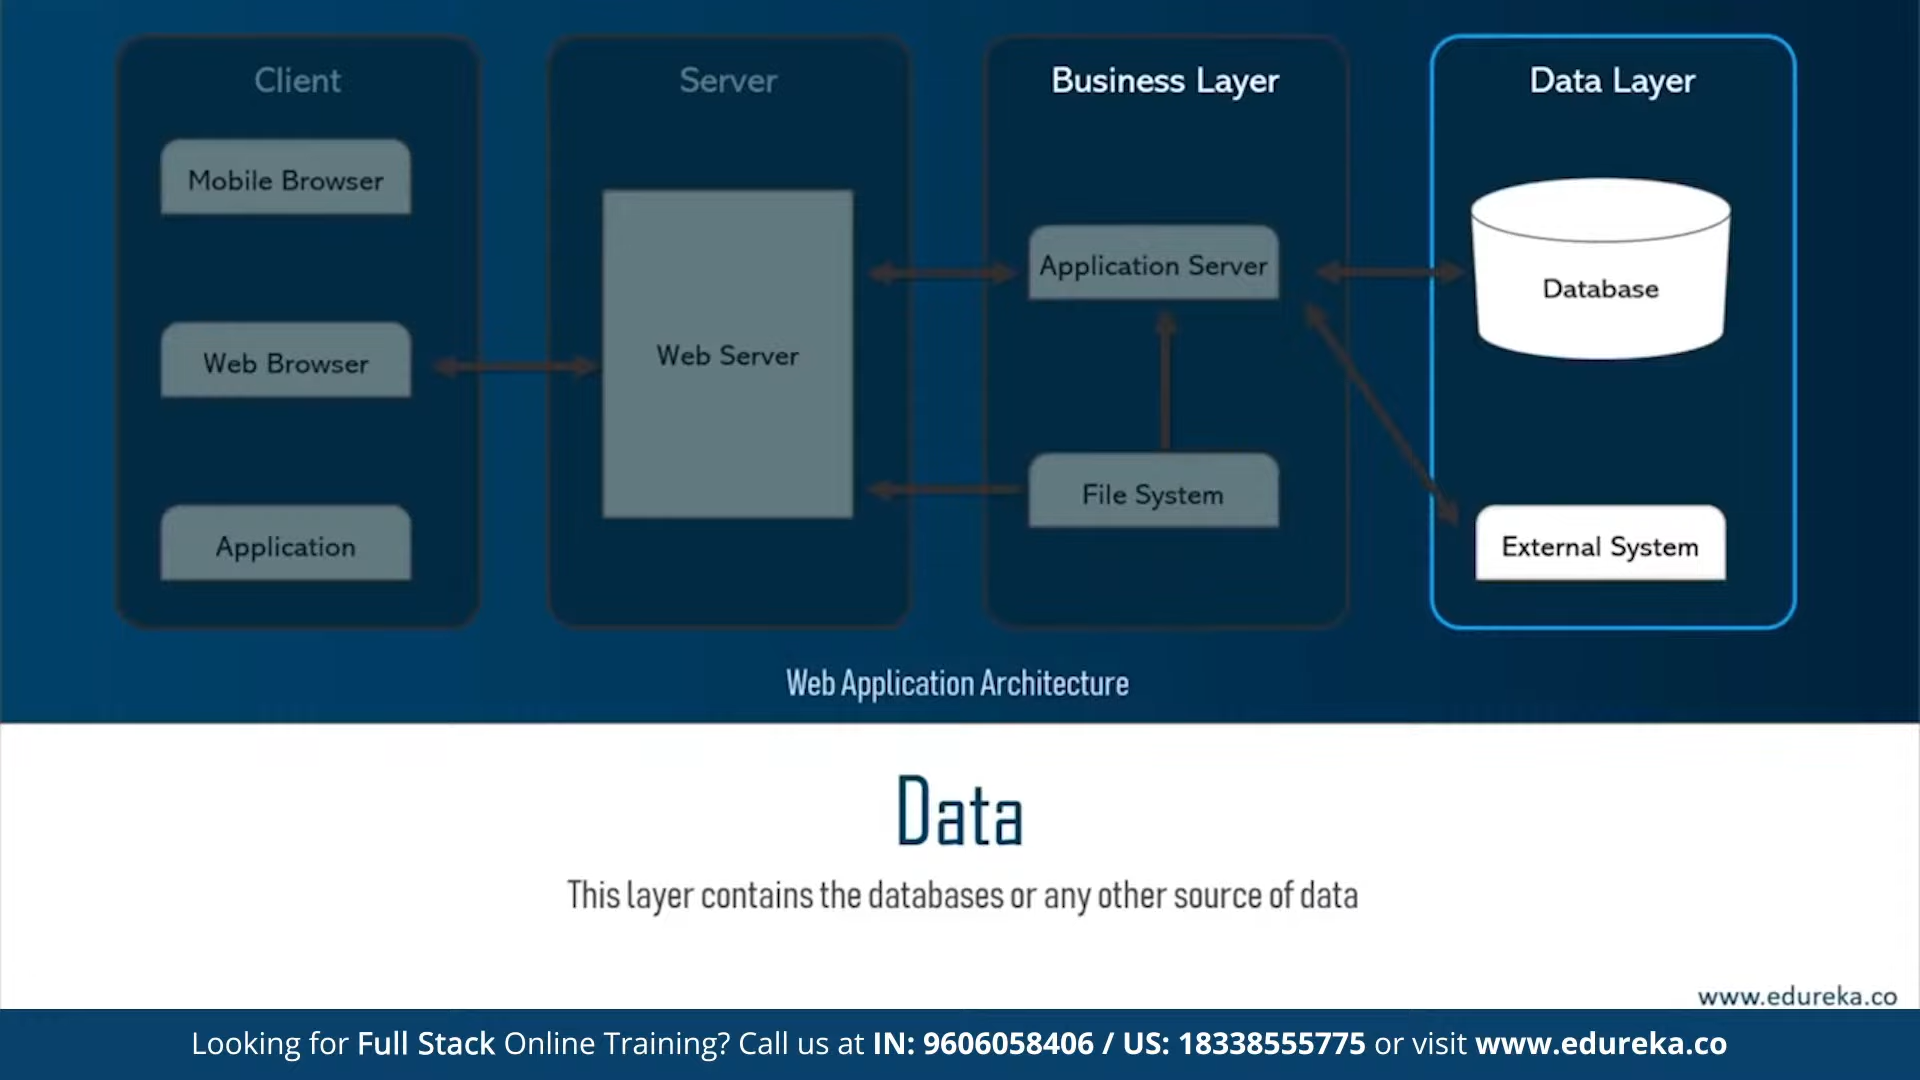 Client
Server
Business Layer
Data Layer
Mobile Browser
Web Browser
Application
Web Server
Application Server
File System
Database
External System
Web Application Architecture
Data
This layer contains the databases or any other source of data
www.edureka.co
Looking for Full Stack Online Training? Call us at IN: 9606058406 / US: 18338555775 or visit www.edureka.co